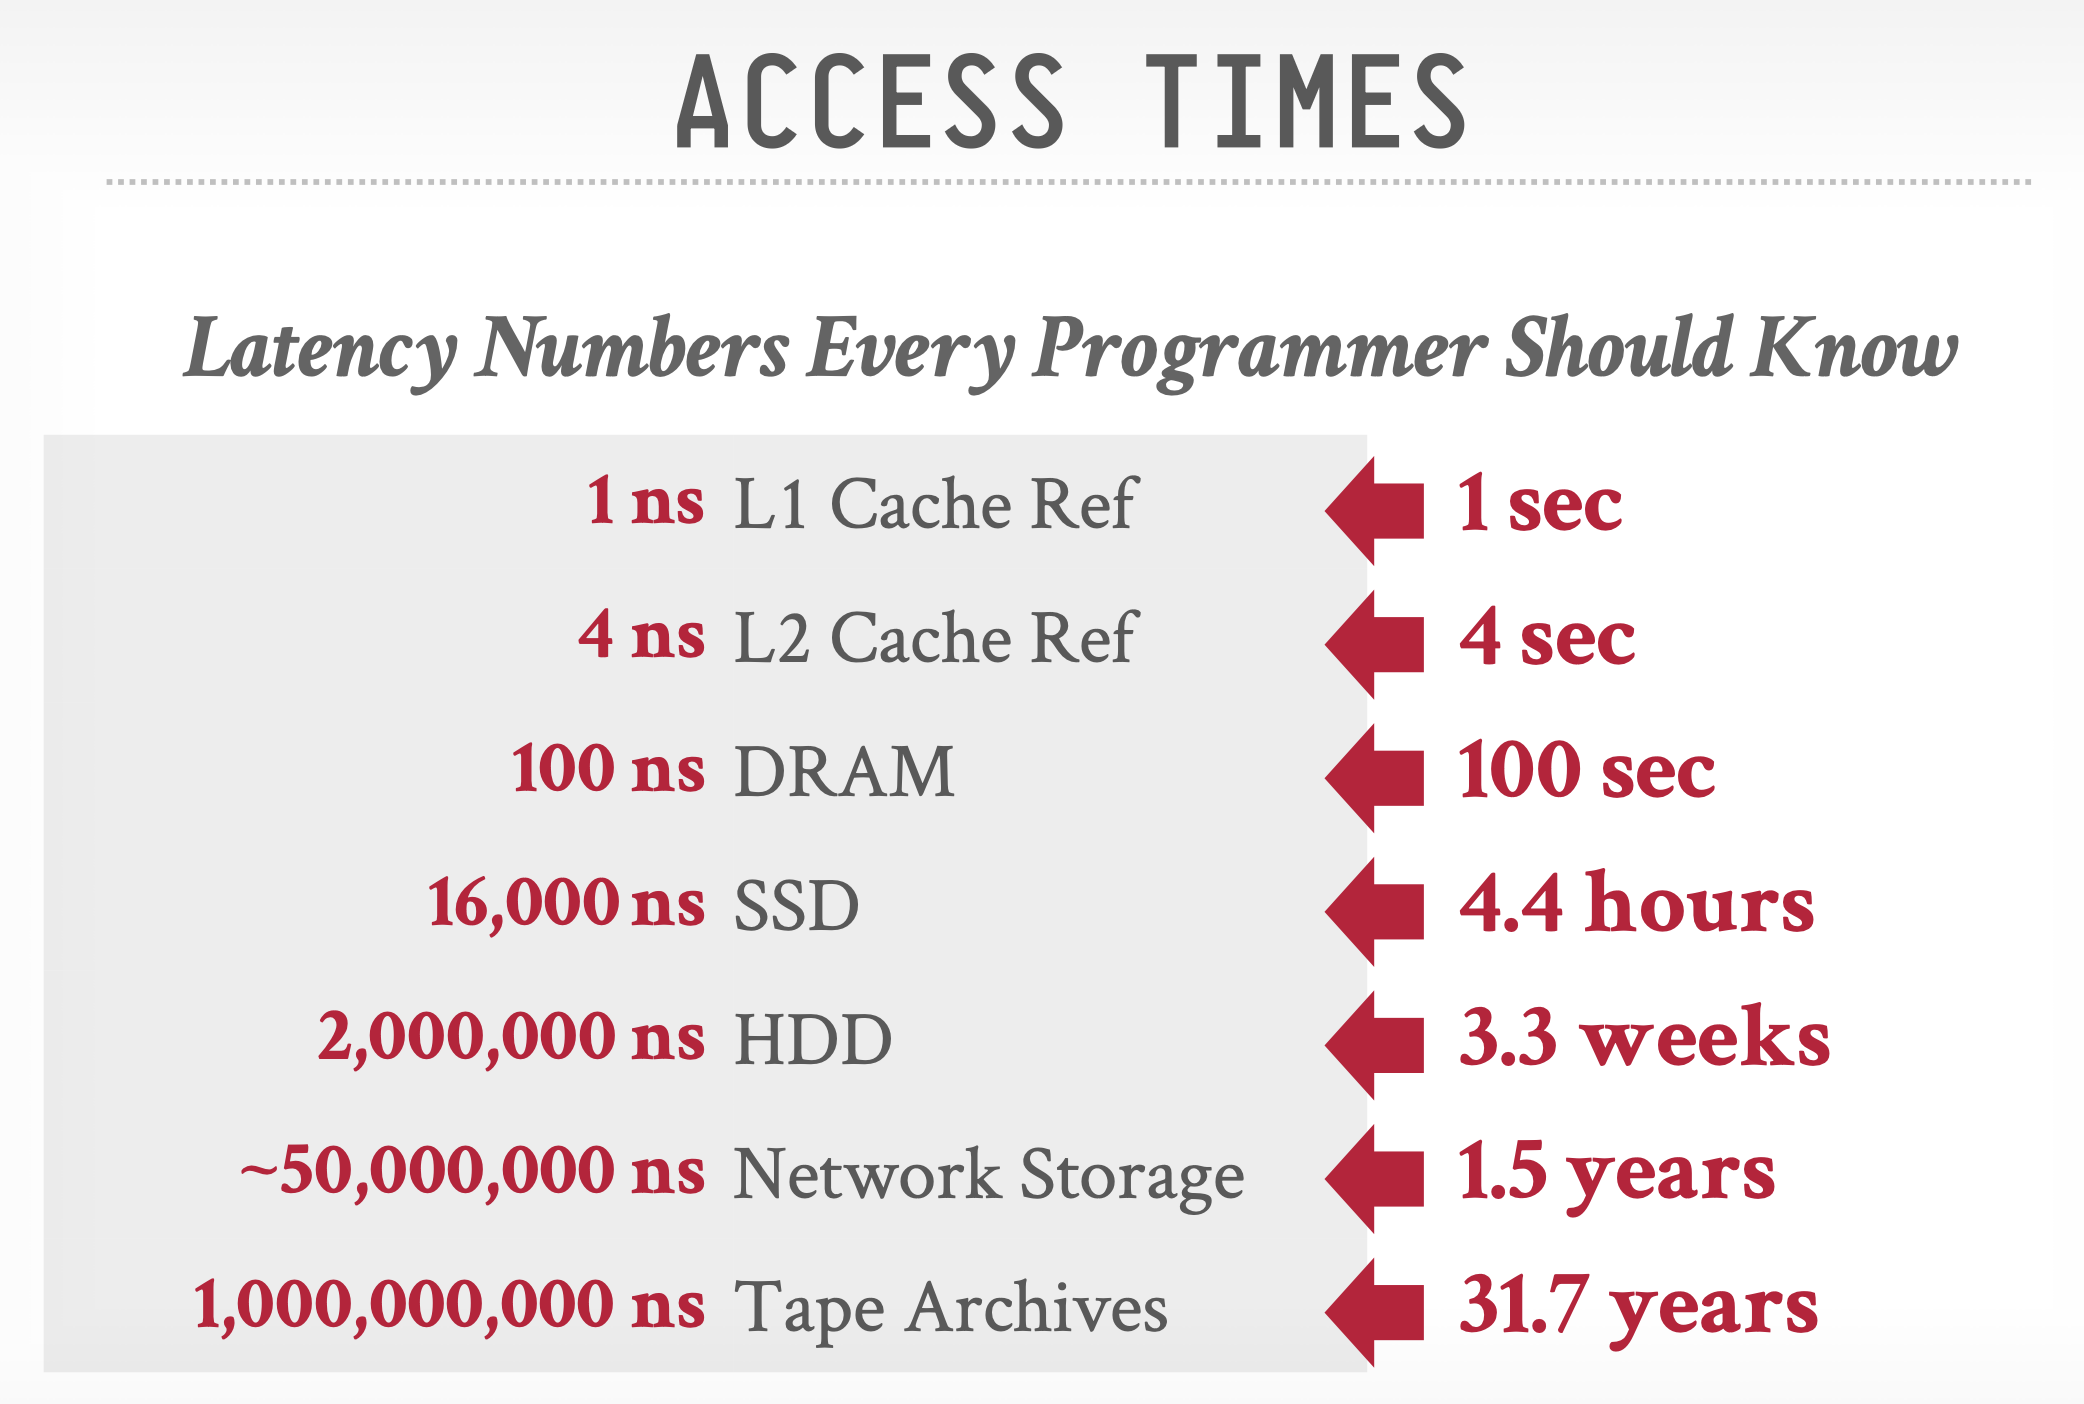 ACCESS TIMES
Latency Numbers Every Programmer Should Know
1 ns L1 Cache Ref 1 sec
4 ns L2 Cache Ref 4 sec
100 ns DRAM 100 sec
16,000 ns SSD 4.4 hours
2,000,000 ns HDD 3.3 weeks
~50,000,000 ns Network Storage 1.5 years
1,000,000,000 ns Tape Archives 31.7 years